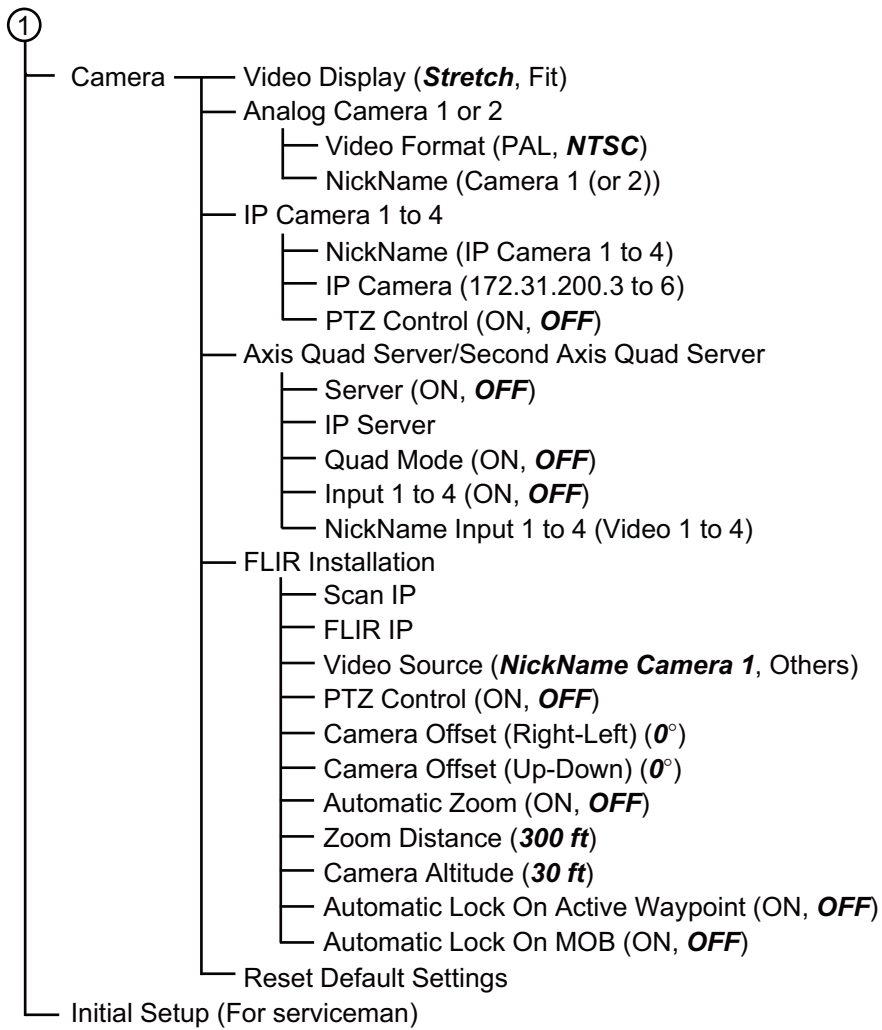 1
Camera Video Display (Stretch, Fit)
Analog Camera 1 or 2
Video Format (PAL, NTSC)
NickName (Camera 1 (or 2))
IP Camera 1 to 4
NickName (IP Camera 1 to 4)
IP Camera (172.31.200.3 to 6)
PTZ Control (ON, OFF)
Axis Quad Server/Second Axis Quad Server
Server (ON, OFF)
IP Server
Quad Mode (ON, OFF)
Input 1 to 4 (ON, OFF)
NickName Input 1 to 4 (Video 1 to 4)
FLIR Installation
Scan IP
FLIR IP
Video Source (NickName Camera 1, Others)
PTZ Control (ON, OFF)
Camera Offset (Right-Left) (0°)
Camera Offset (Up-Down) (0°)
Automatic Zoom (ON, OFF)
Zoom Distance (300 ft)
Camera Altitude (30 ft)
Automatic Lock On Active Waypoint (ON, OFF)
Automatic Lock On MOB (ON, OFF)
Reset Default Settings
Initial Setup (For serviceman)